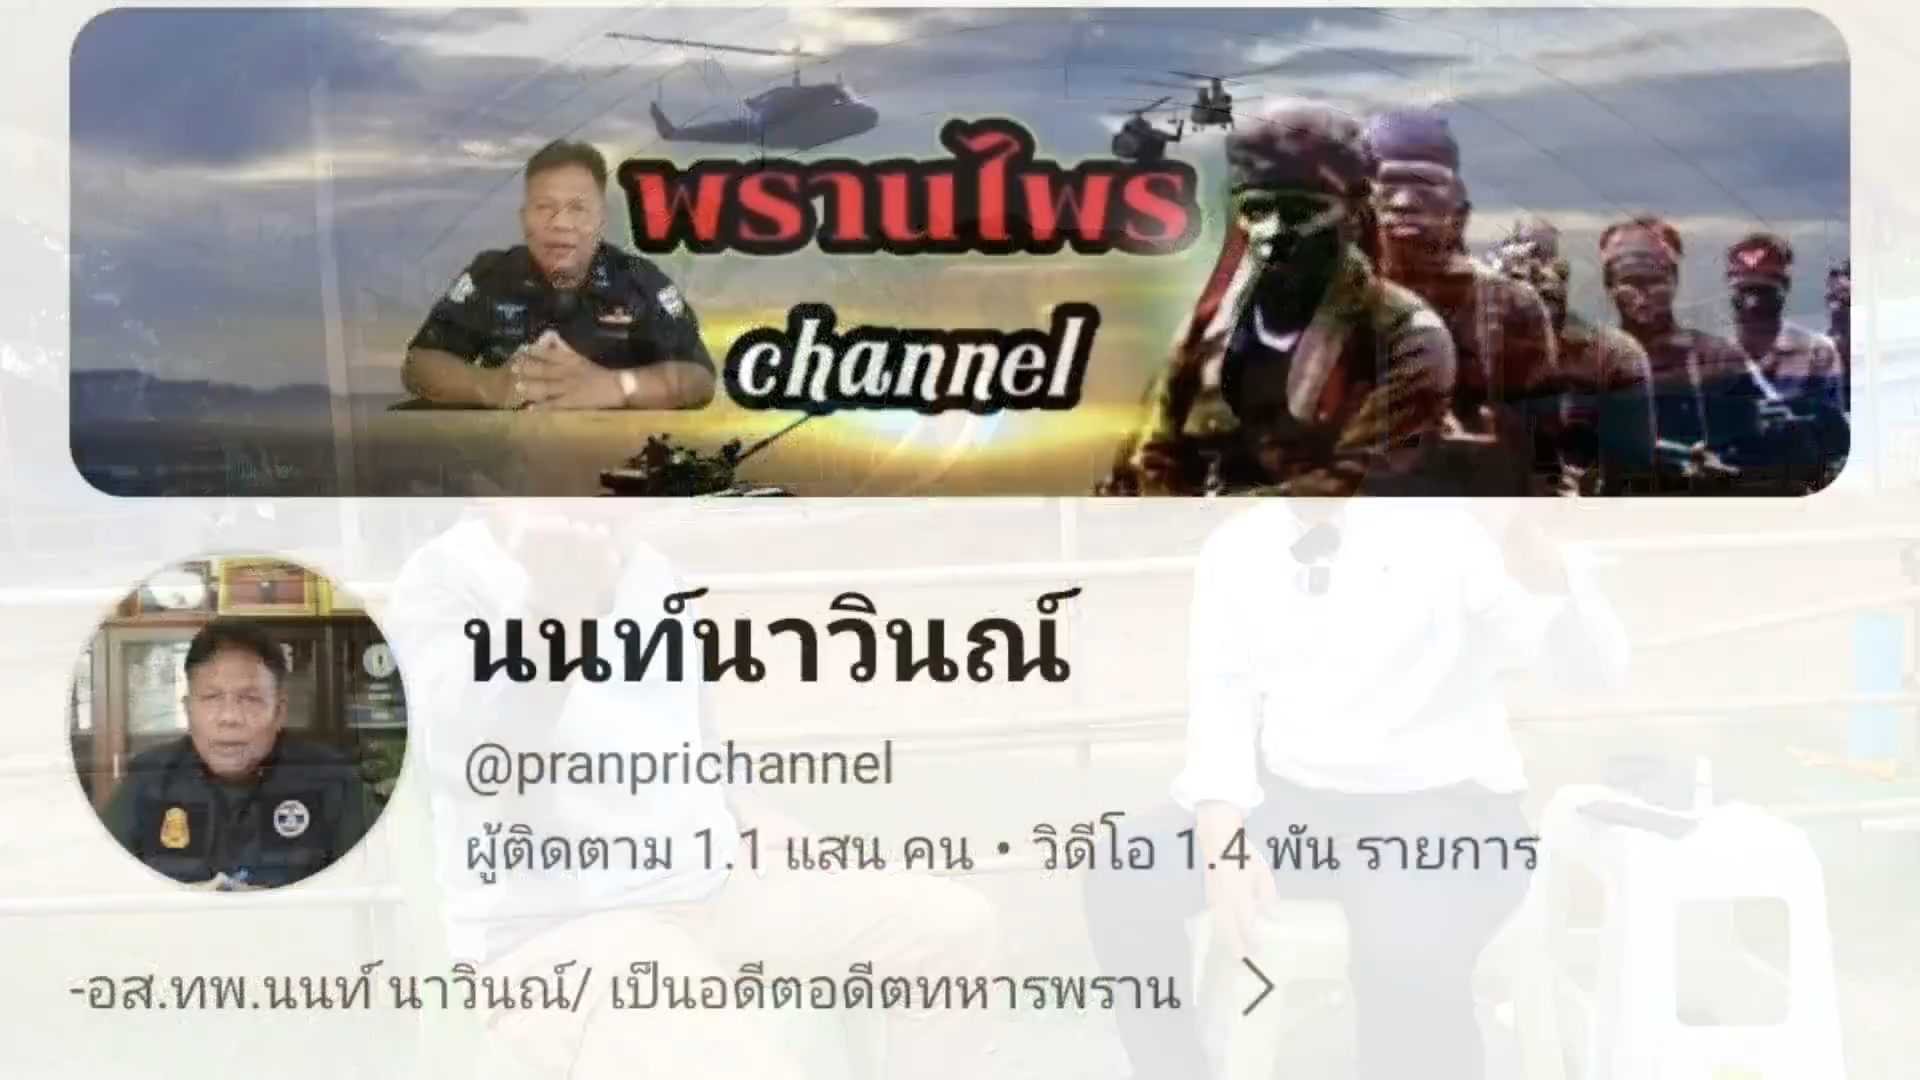 พรานไพร
channel
นนท์นาวินณ์
@pranprichannel
ผู้ติดตาม 1.1 แสน คน • วิดีโอ 1.4 พัน รายการ
-อส.ทพ.นนท์ นาวินณ์/ เป็นอดีตอดีตทหารพราน